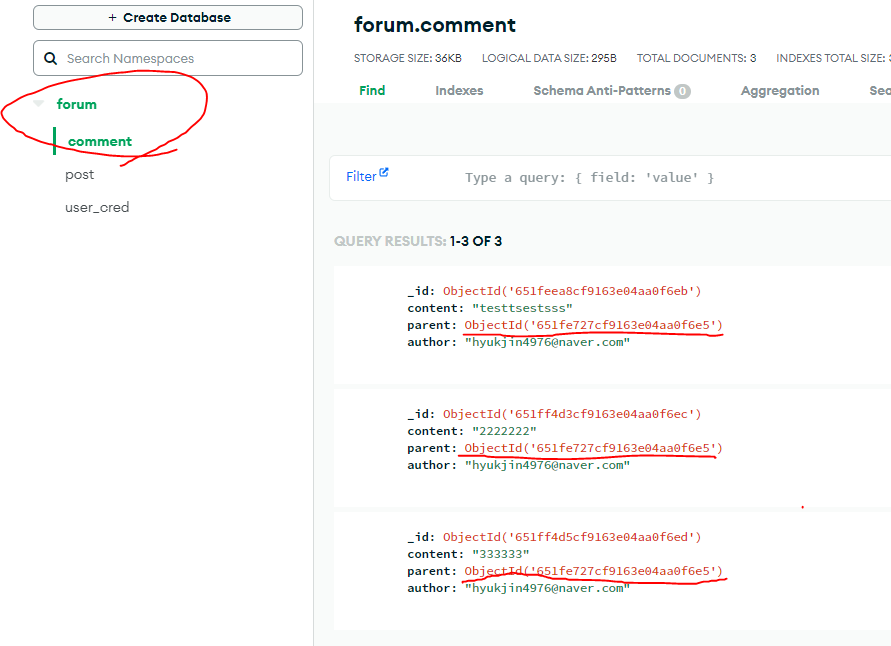 + Create Database
Search Namespaces
forum
comment
post
user_cred
forum.comment
STORAGE SIZE: 36KB LOGICAL DATA SIZE: 295B TOTAL DOCUMENTS: 3 INDEXES TOTAL SIZE:
Find Indexes Schema Anti-Patterns 0 Aggregation Sea
Filter Type a query: { field: 'value' }
QUERY RESULTS: 1-3 OF 3
_id: ObjectId('651feea8cf9163e04aa0f6eb')
content: "testtsestsss"
parent: ObjectId('651fe727cf9163e04aa0f6e5')
author: "hyukjin4976@naver.com"
_id: ObjectId('651ff4d3cf9163e04aa0f6ec')
content: "2222222"
parent: ObjectId('651fe727cf9163e04aa0f6e5')
author: "hyukjin4976@naver.com"
_id: ObjectId('651ff4d5cf9163e04aa0f6ed')
content: "333333"
parent: ObjectId('651fe727cf9163e04aa0f6e5')
author: "hyukjin4976@naver.com"